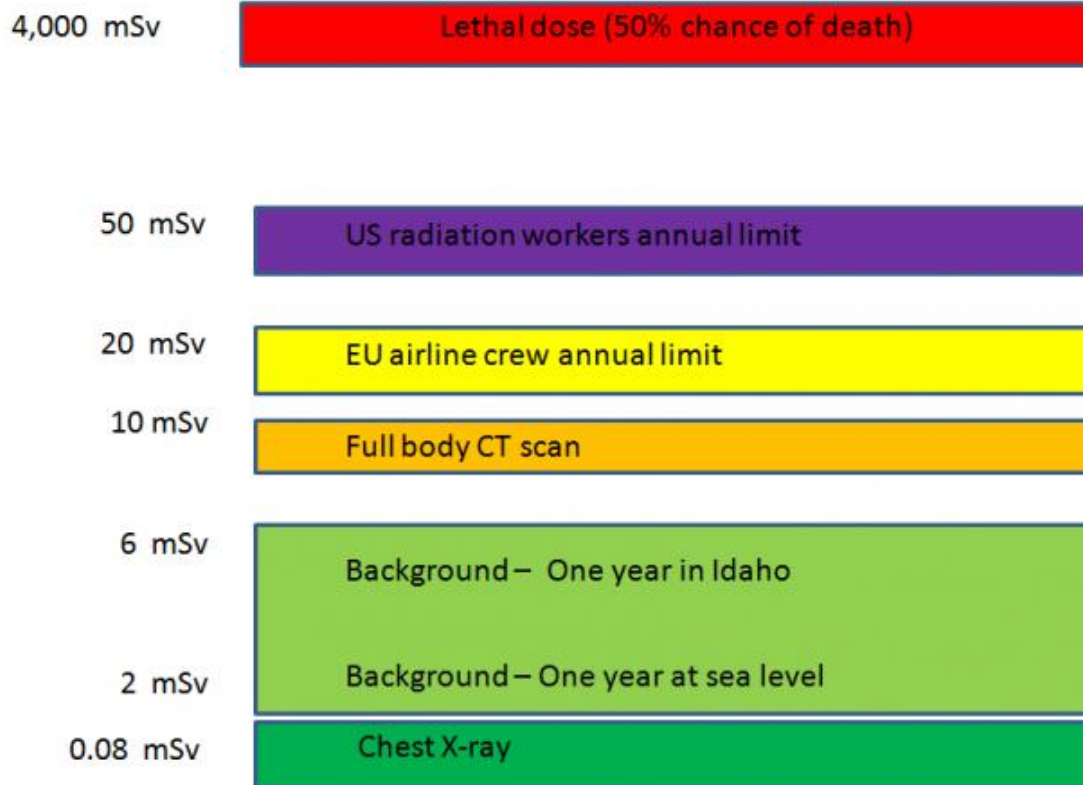 4,000 mSv Lethal dose (50% chance of death)
50 mSv US radiation workers annual limit
20 mSv EU airline crew annual limit
10 mSv Full body CT scan
6 mSv Background – One year in Idaho
2 mSv Background – One year at sea level
0.08 mSv Chest X-ray